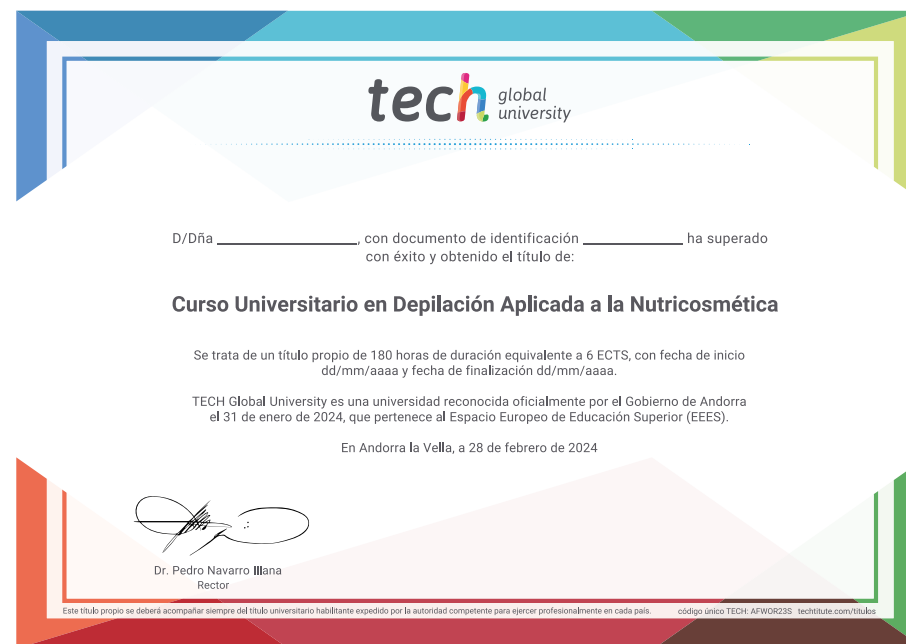 tech global university
D/Dña ______________, con documento de identificación __________ ha superado
con éxito y obtenido el título de:
Curso Universitario en Depilación Aplicada a la Nutricosmética
Se trata de un título propio de 180 horas de duración equivalente a 6 ECTS, con fecha de inicio
dd/mm/aaaa y fecha de finalización dd/mm/aaaa.
TECH Global University es una universidad reconocida oficialmente por el Gobierno de Andorra
el 31 de enero de 2024, que pertenece al Espacio Europeo de Educación Superior (EEES).
En Andorra la Vella, a 28 de febrero de 2024
Dr. Pedro Navarro Illana
Rector
Este título propio se deberá acompañar siempre del título universitario habilitante expedido por la autoridad competente para ejercer profesionalmente en cada país. código único TECH: AFWOR23S techtitute.com/titulos